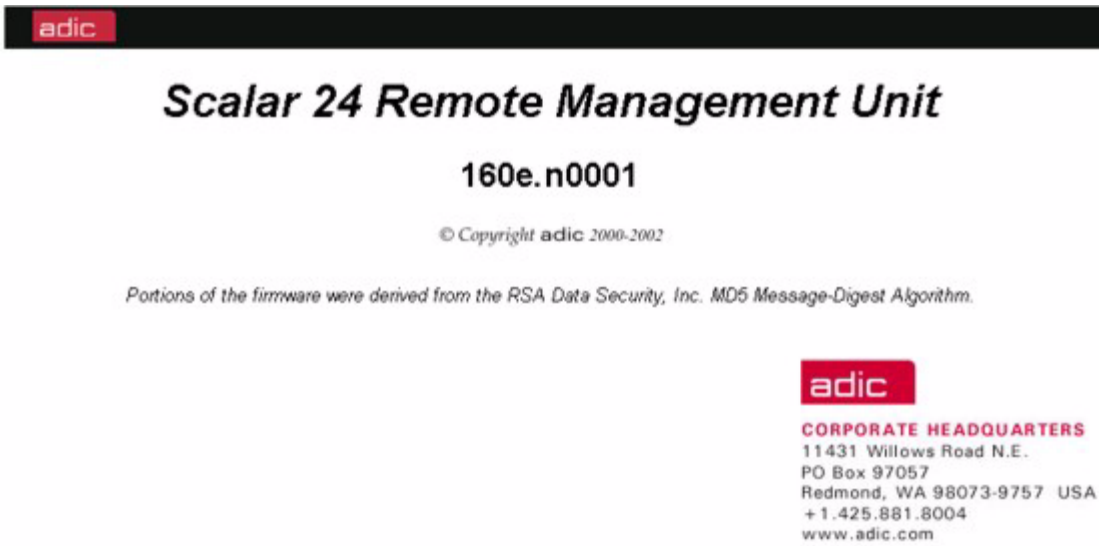 adic
Scalar 24 Remote Management Unit
160e.n0001
© Copyright adic 2000-2002
Portions of the firmware were derived from the RSA Data Security, Inc. MD5 Message-Digest Algorithm.
adic
CORPORATE HEADQUARTERS
11431 Willows Road N.E.
PO Box 97057
Redmond, WA 98073-9757 USA
+1.425.881.8004
www.adic.com